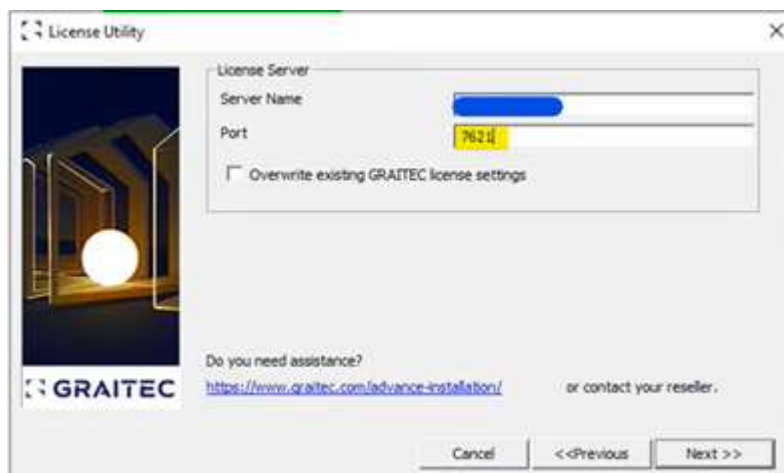 License Utility
License Server
Server Name
Port
7621
Overwrite existing GRAITEC license settings
GRAITEC
Do you need assistance?
https://www.graitec.com/advance-installation/ or contact your reseller.
Cancel <<Previous Next >>